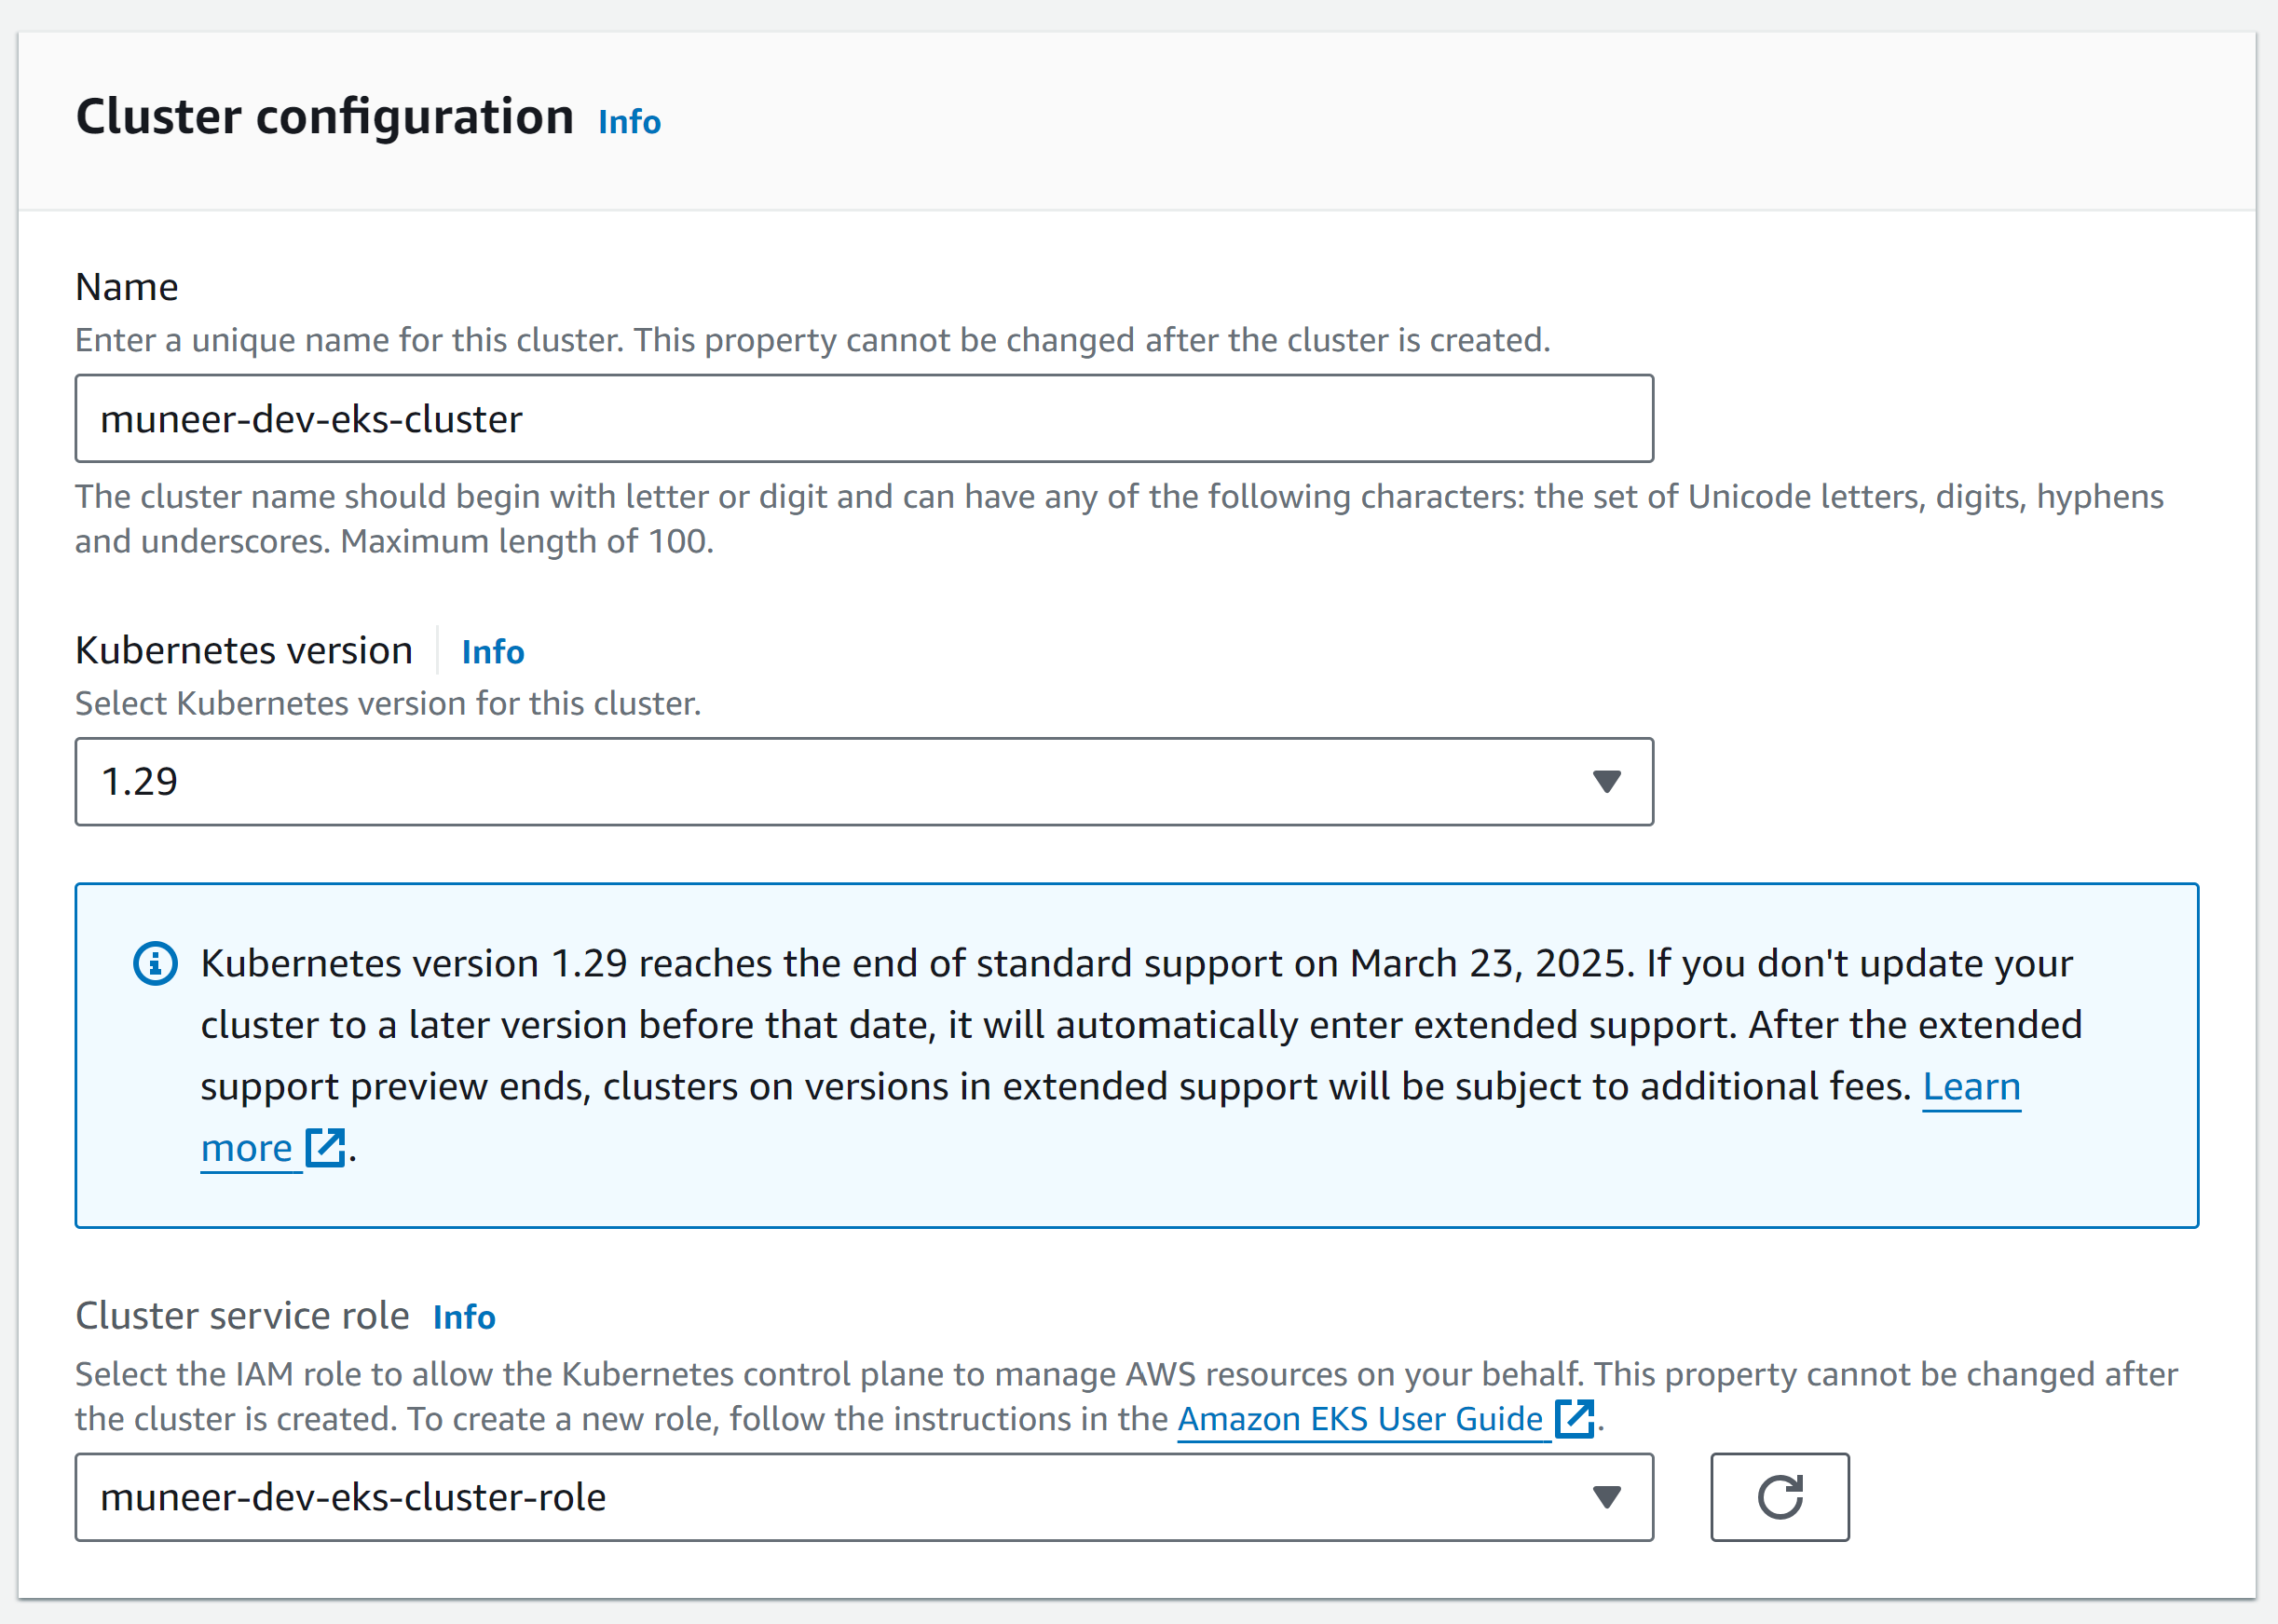 Cluster configuration Info
Name
Enter a unique name for this cluster. This property cannot be changed after the cluster is created.
muneer-dev-eks-cluster
The cluster name should begin with letter or digit and can have any of the following characters: the set of Unicode letters, digits, hyphens
and underscores. Maximum length of 100.
Kubernetes version Info
Select Kubernetes version for this cluster.
1.29
Kubernetes version 1.29 reaches the end of standard support on March 23, 2025. If you don't update your
cluster to a later version before that date, it will automatically enter extended support. After the extended
support preview ends, clusters on versions in extended support will be subject to additional fees. Learn
more.
Cluster service role Info
Select the IAM role to allow the Kubernetes control plane to manage AWS resources on your behalf. This property cannot be changed after
the cluster is created. To create a new role, follow the instructions in the Amazon EKS User Guide.
muneer-dev-eks-cluster-role